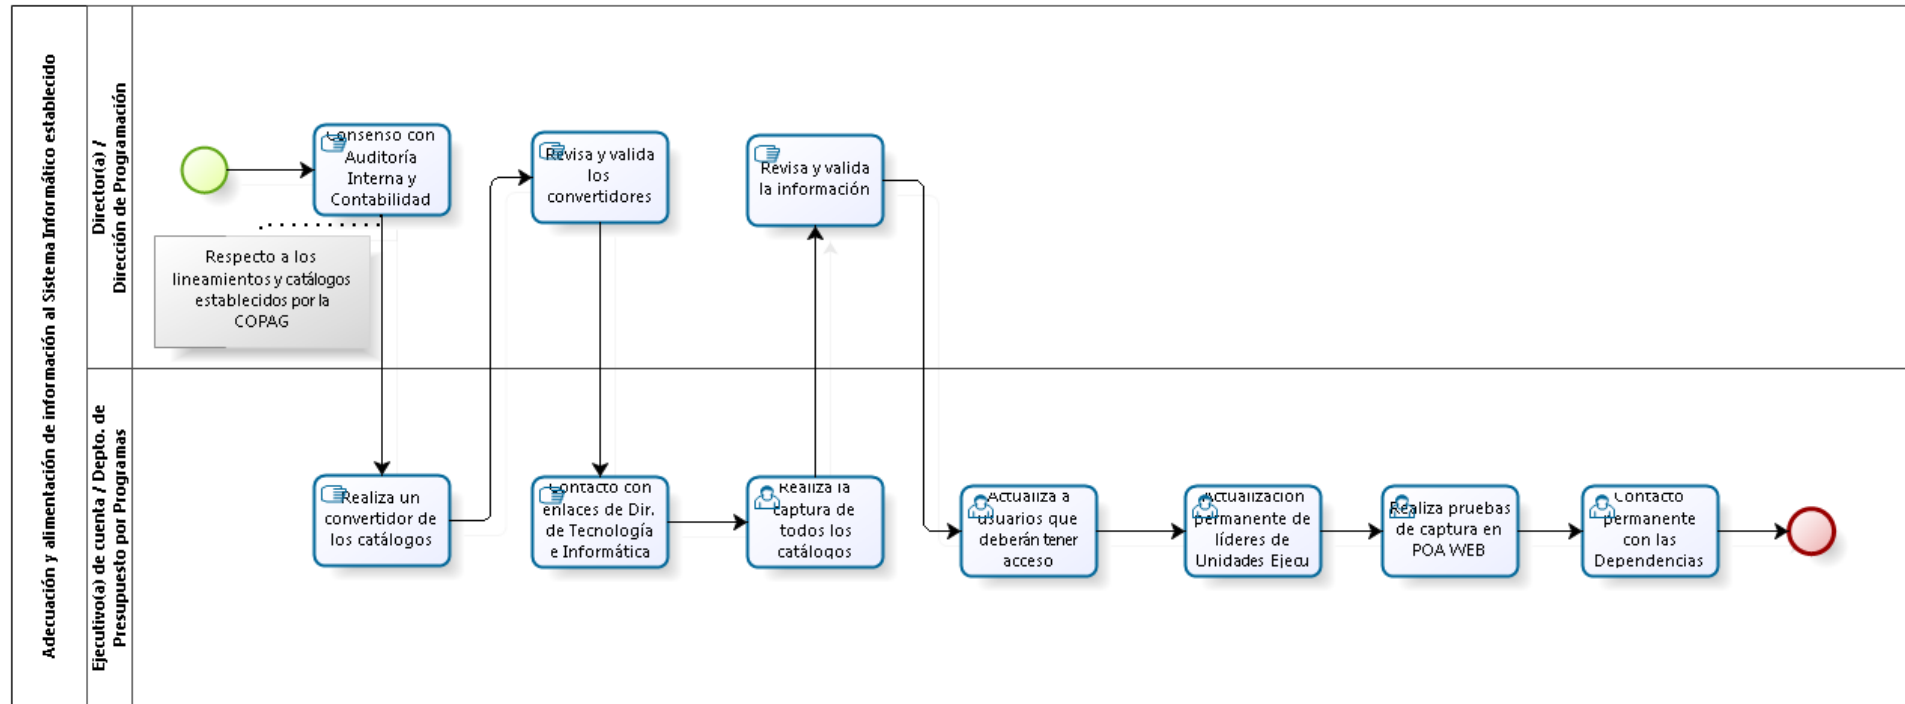 Adecuación y alimentación de información al Sistema Informático establecido
Director(a) /
Dirección de Programación
Consenso con
Auditoría
Interna y
Contabilidad
Respecto a los
lineamientos y catálogos
establecidos por la
COPAG
Revisa y valida
los
convertidores
Revisa y valida
la información
Ejecutivo(a) de cuenta / Depto. de
Presupuesto por Programas
Realiza un
convertidor de
los catálogos
Contacto con
enlaces de Dir.
de Tecnología
e Informática
Realiza la
captura de
todos los
catálogos
Actualiza a
usuarios que
deberán tener
acceso
Actualización
permanente de
líderes de
Unidades Ejecu
Realiza pruebas
de captura en
POA WEB
Contacto
permanente
con las
Dependencias